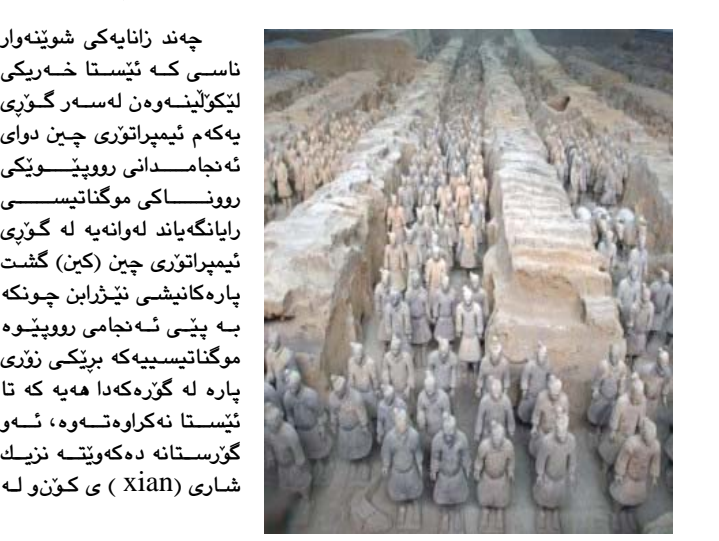 چەند زانایەکی شوێنەوار
ناسی کە ئێستا خەریکی
لێکۆڵینەوەن لەسەر گۆڕی
یەکەم ئیمپراتۆری چین دوای
ئەنجامدانی رووپێوێکی
رووناکی موگناتیسی
رایانگەیاند لەوانەیە لە گۆڕی
ئیمپراتۆری چین (کین) گشت
پارەکانیشی نێژرابن چونکە
بە پێی ئەنجامی رووپێوە
موگناتیسییەکە بڕێکی زۆری
پارە لە گۆڕەکەدا هەیە کە تا
ئێستا نەکراوەتەوە، ئەو
گۆڕستانە دەکەوێتە نزیك
شاری (xian ) ی کۆن‌و لە